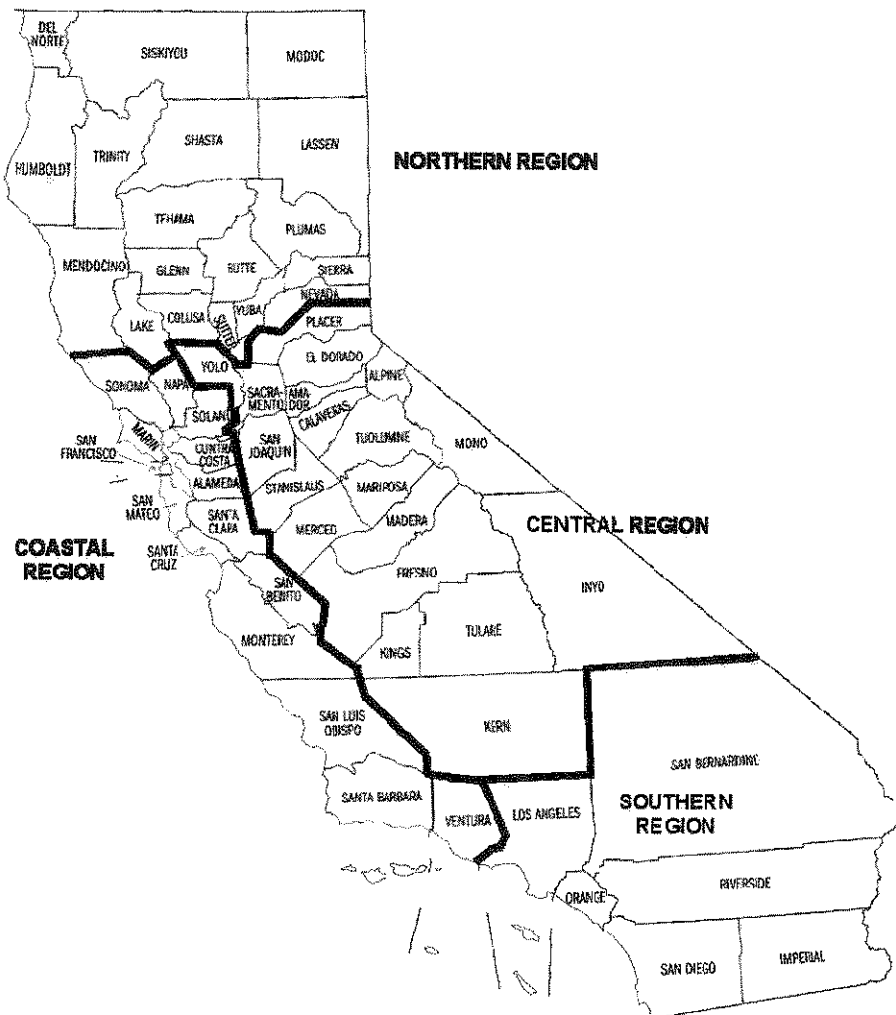 DEL
NORTE
SISKIYOU
MODOC
HUMBOLDT
TRINITY
SHASTA
LASSEN
NORTHERN REGION
TEHAMA
PLUMAS
MENDOCINO
GLENN
BUTTE
SIERRA
NEVADA
LAKE
COLUSA
SUTTER
YUBA
PLACER
YOLO
EL DORADO
SONOMA
NAPA
SACRA-
MENTO
AMA
DOR
ALPINE
SOLANO
CALAVERAS
MARIN
SAN
FRANCISCO
CONTRA
COSTA
SAN
JOAQUIN
TUOLUMNE
MONO
ALAMEDA
STANISLAUS
MARIPOSA
SAN
MATEO
SANTA
CLARA
MERCED
MADERA
CENTRAL REGION
COASTAL
REGION
SANTA
CRUZ
SAN
BENITO
FRESNO
INYO
MONTEREY
KINGS
TULARE
SAN LUIS
OBISPO
KERN
SAN BERNARDINO
SANTA BARBARA
VENTURA
LOS ANGELES
SOUTHERN
REGION
ORANGE
RIVERSIDE
SAN DIEGO
IMPERIAL